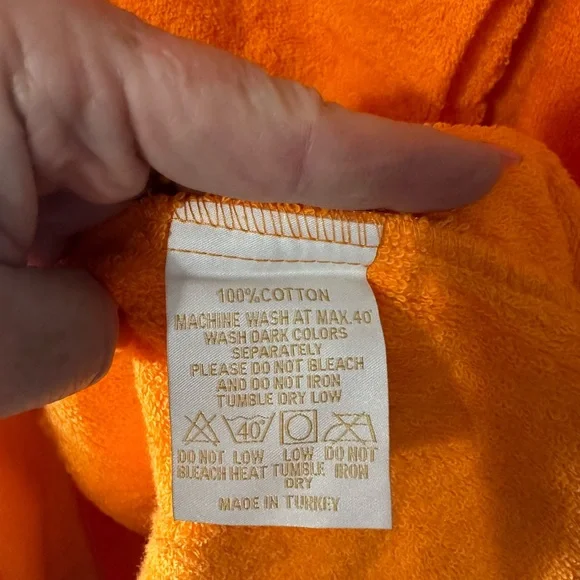 100%COTTON
MACHINE WASH AT MAX.40°
WASH DARK COLORS
SEPARATELY
PLEASE DO NOT BLEACH
AND DO NOT IRON
TUMBLE DRY LOW
40°
DO NOT LOW LOW DO NOT
BLEACH HEAT TUMBLE IRON
DRY
MADE IN TURKEY